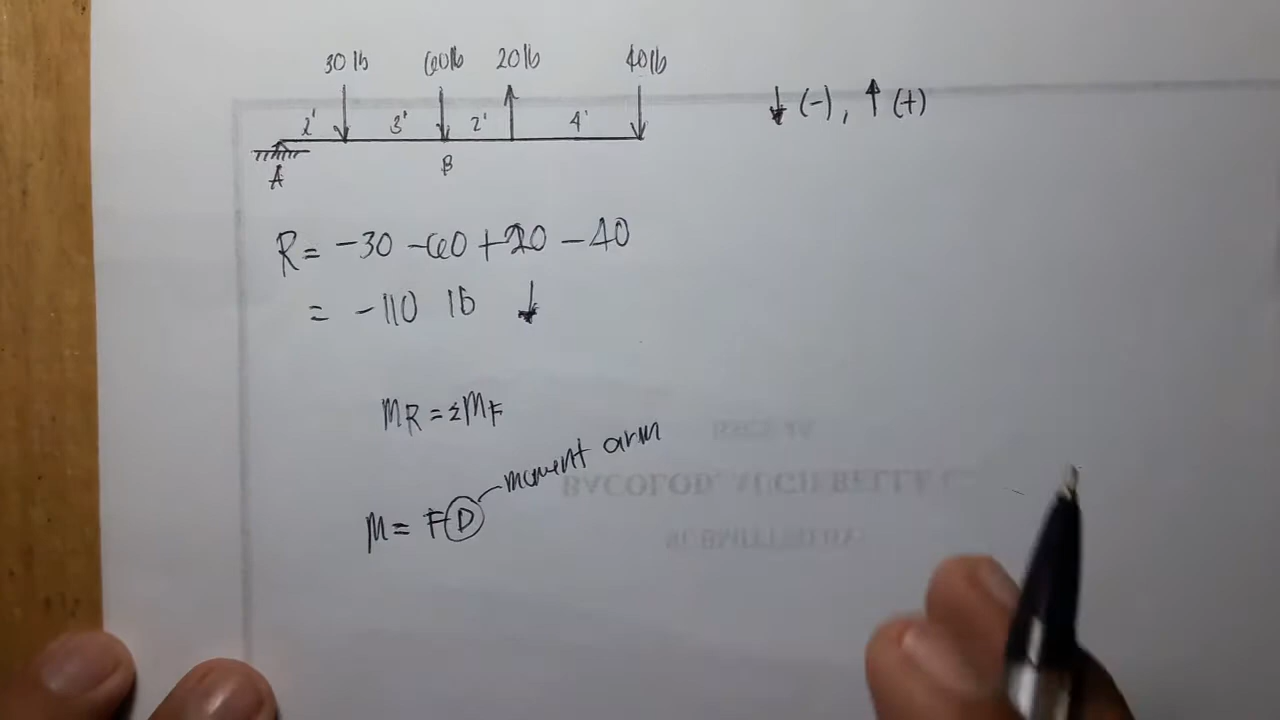 30 lb 60 lb 20 lb 40 lb
↓ (-), ↑ (+)
2' 3' 2' 4'
A B
R = -30 -60 +20 -40
= -110 lb ↓
MR = ΣMF
moment arm
M = FD